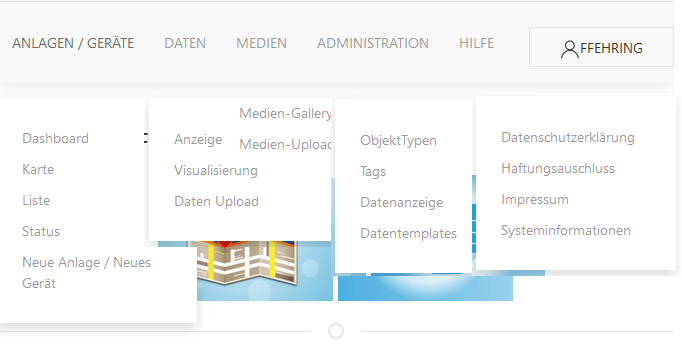 ANLAGEN / GERÄTE
DATEN
MEDIEN
ADMINISTRATION
HILFE
FFEHRING
Dashboard
Karte
Liste
Status
Neue Anlage / Neues
Gerät
Anzeige
Visualisierung
Daten Upload
Medien-Gallery
Medien-Upload
ObjektTypen
Tags
Datenanzeige
Datentemplates
Datenschutzerklärung
Haftungsauschluss
Impressum
Systeminformationen